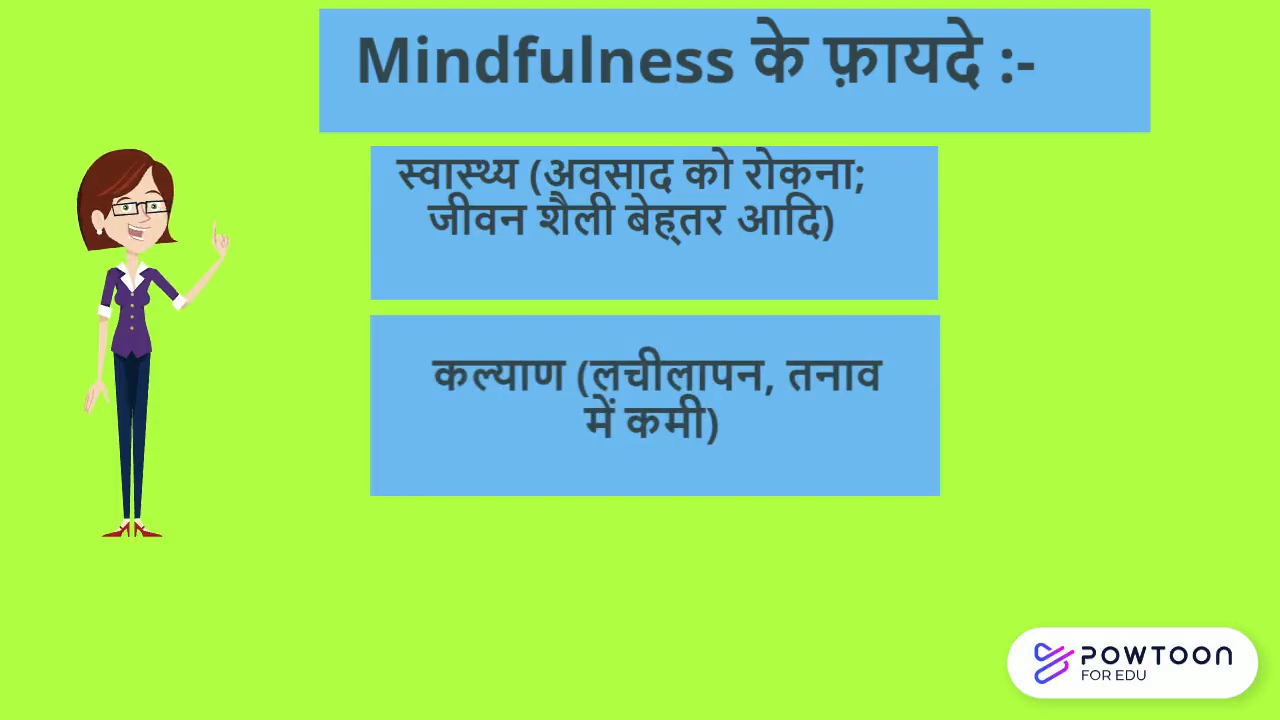 Mindfulness के फ़ायदे :-
स्वास्थ्य (अवसाद को रोकना;
जीवन शैली बेह्तर आदि)
कल्याण (लचीलापन, तनाव
में कमी)
POWTOON
FOR EDU